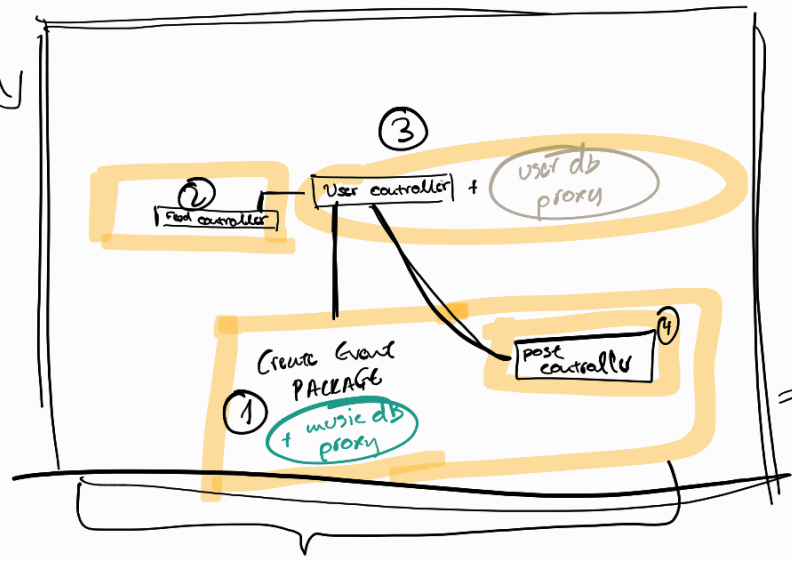 3
2
Feed controller
User controller +
user db
proxy
Create Event
PACKAGE
1
+ music db
proxy
4
post
controller